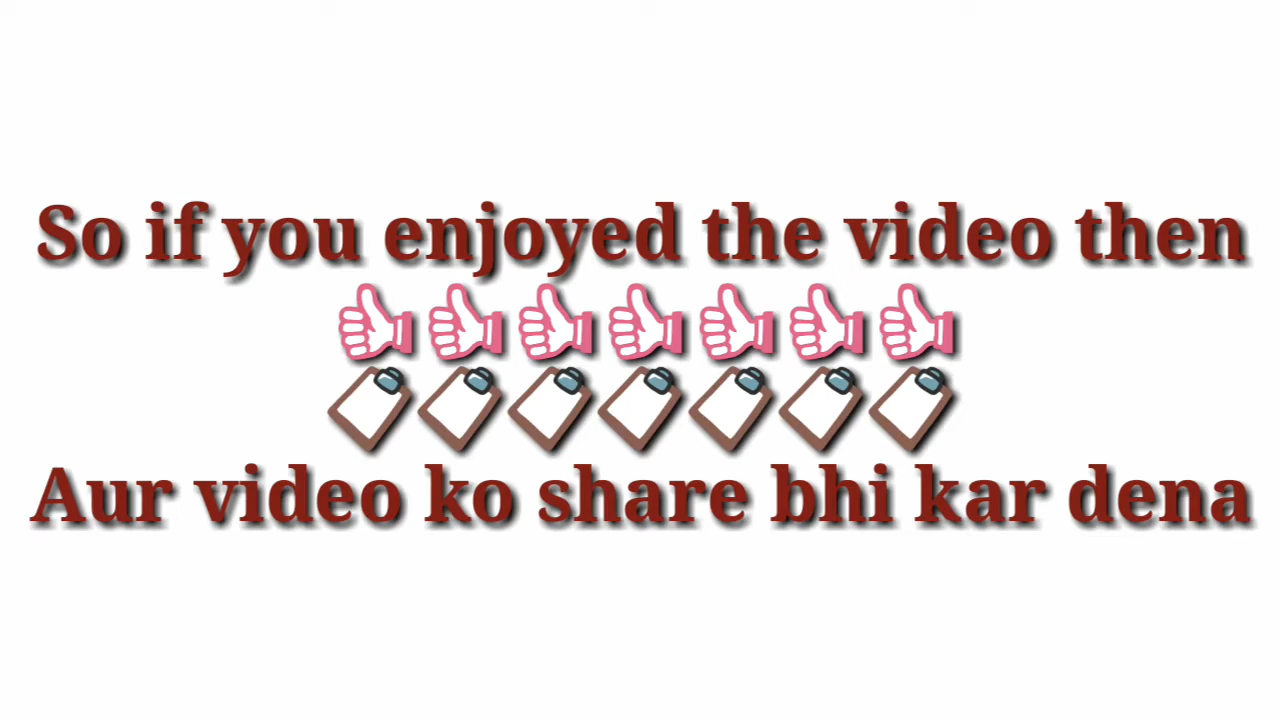 So if you enjoyed the video then
👍👍👍👍👍👍👍
📋📋📋📋📋📋📋
Aur video ko share bhi kar dena